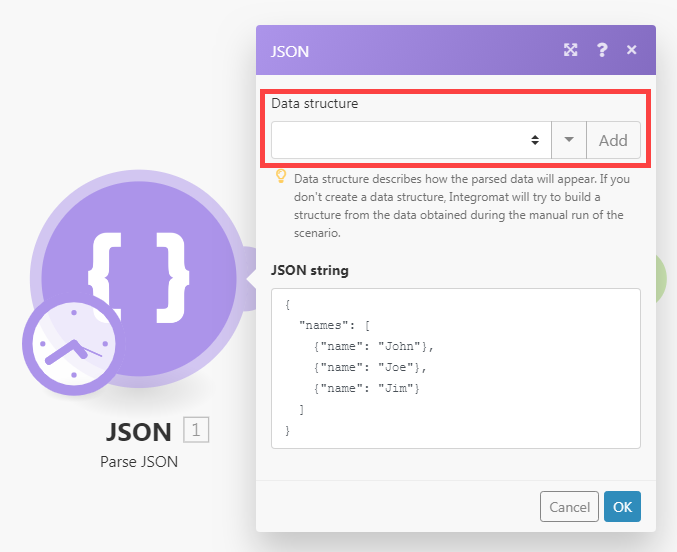 JSON
?
Data structure
Add
Data structure describes how the parsed data will appear. If you
don't create a data structure, Integromat will try to build a
structure from the data obtained during the manual run of the
scenario.
JSON string
{
"names": [
{"name": "John"},
{"name": "Joe"},
{"name": "Jim"}
]
}
Cancel
OK
{ }
JSON 1
Parse JSON